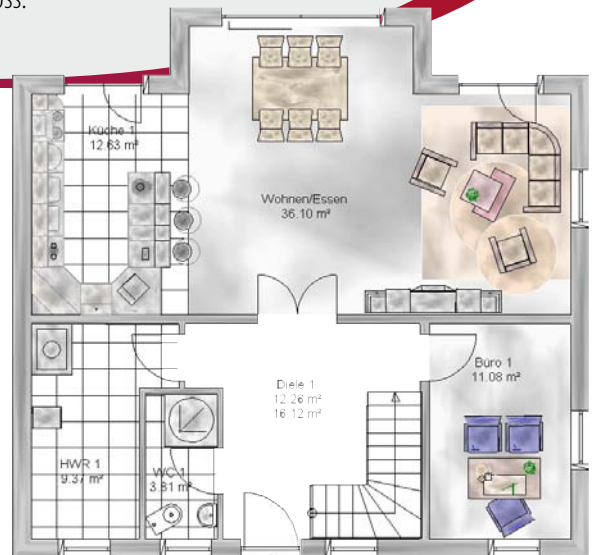 Küche 1
12.63 m²
Wohnen/Essen
36.10 m²
Diele 1
12.26 m²
16.12 m²
Büro 1
11.08 m²
HWR 1
9.37 m²
WC 1
3.81 m²